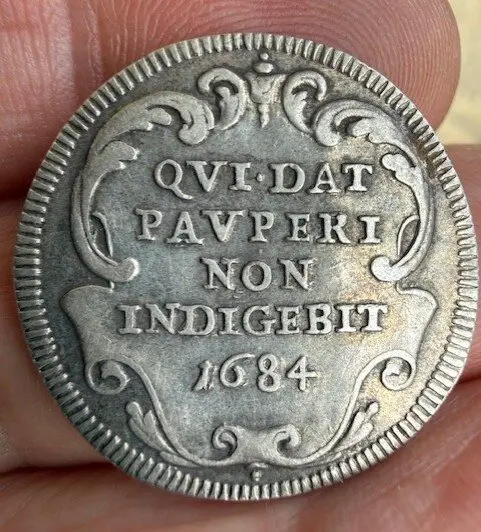 QVI·DAT
PAVPERI
NON
INDIGEBIT
1684